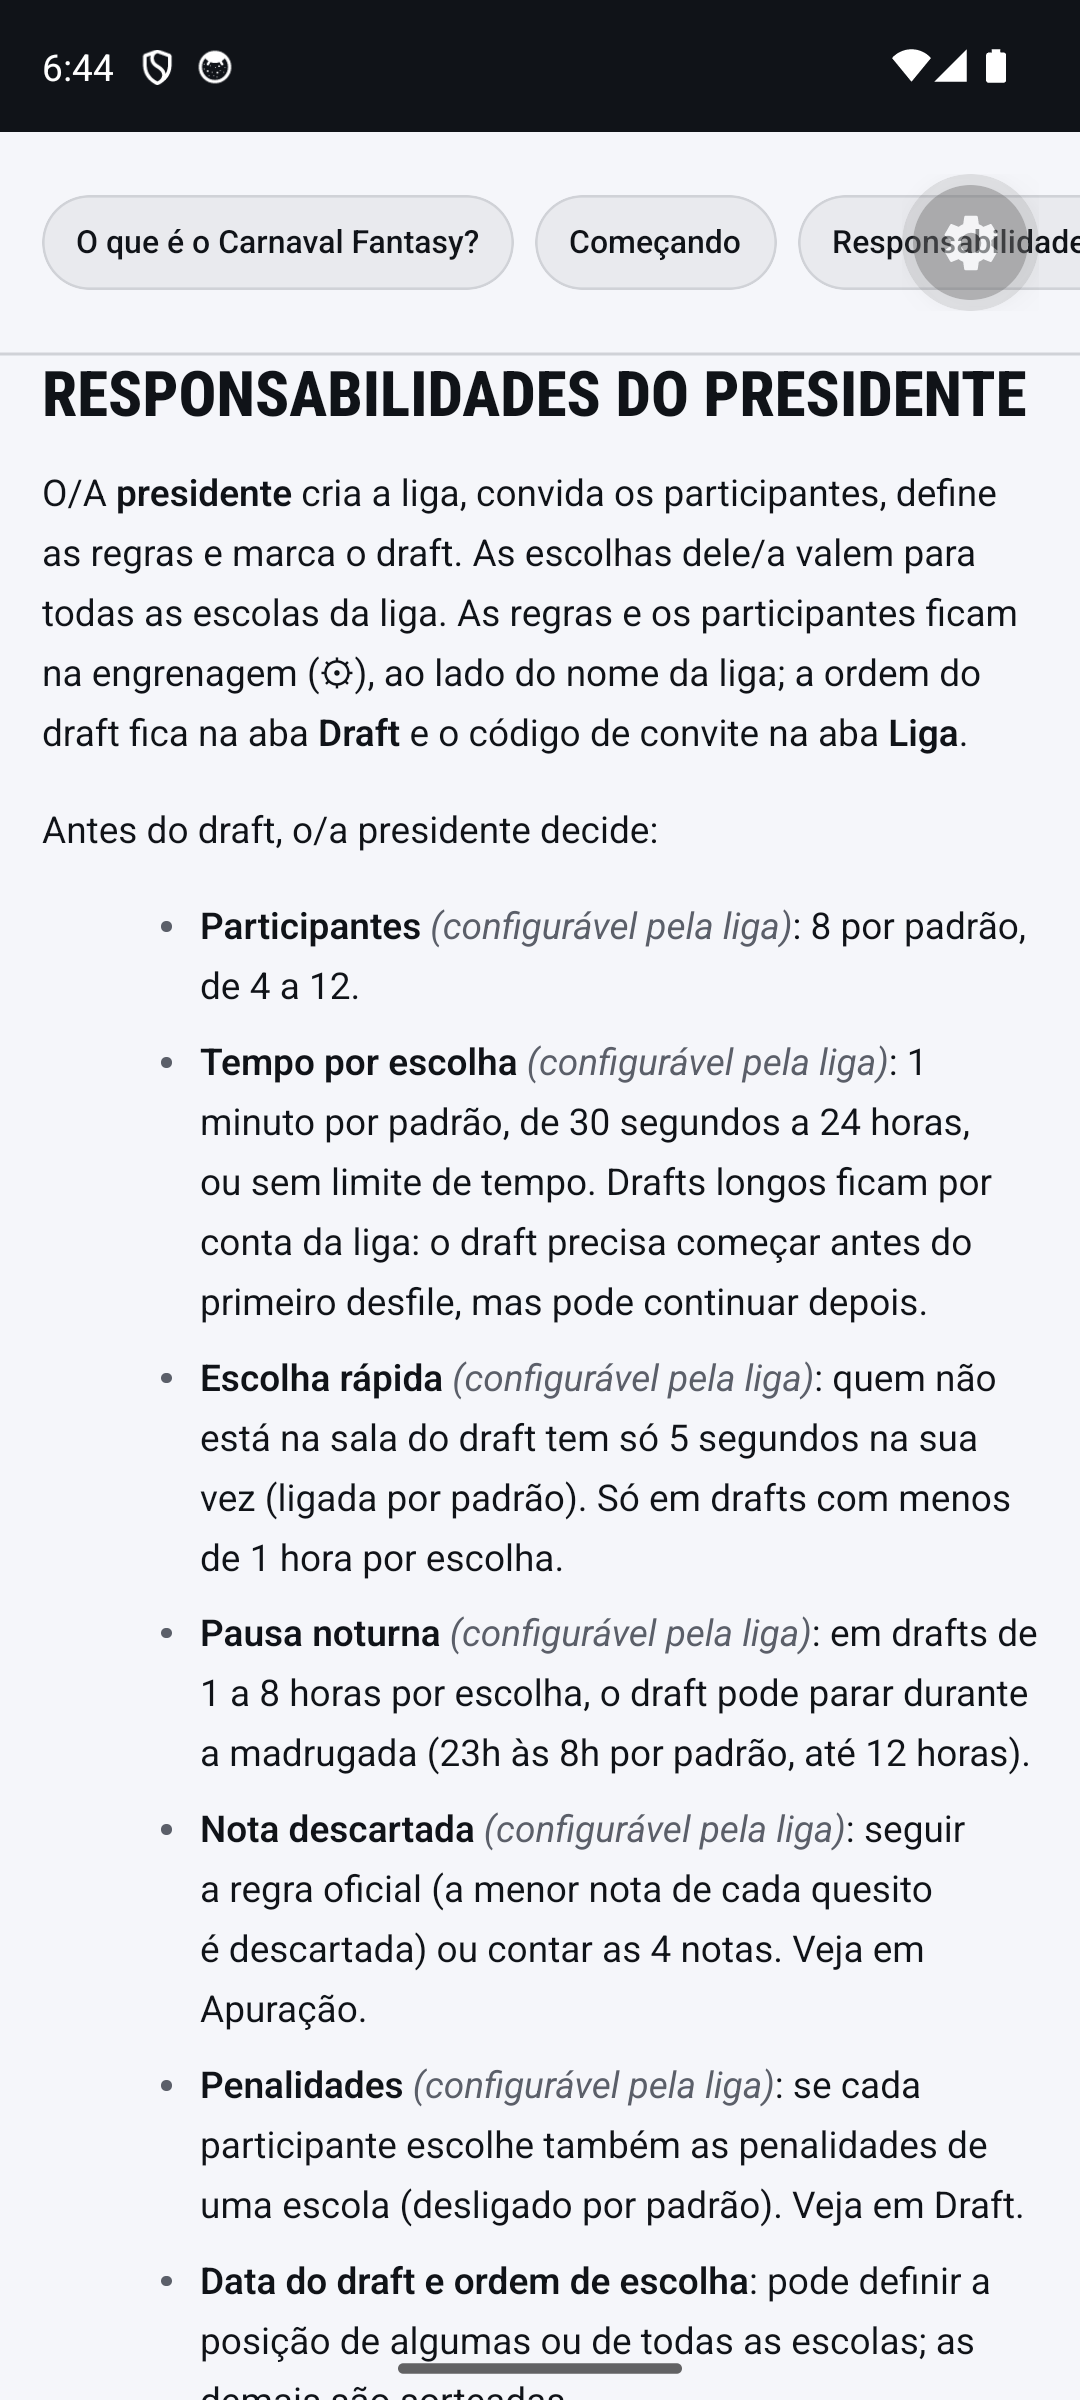 6:44
O que é o Carnaval Fantasy?
Começando
Responsabilidade
RESPONSABILIDADES DO PRESIDENTE
O/A presidente cria a liga, convida os participantes, define
as regras e marca o draft. As escolhas dele/a valem para
todas as escolas da liga. As regras e os participantes ficam
na engrenagem (⚙), ao lado do nome da liga; a ordem do
draft fica na aba Draft e o código de convite na aba Liga.
Antes do draft, o/a presidente decide:
• Participantes (configurável pela liga): 8 por padrão,
de 4 a 12.
• Tempo por escolha (configurável pela liga): 1
minuto por padrão, de 30 segundos a 24 horas,
ou sem limite de tempo. Drafts longos ficam por
conta da liga: o draft precisa começar antes do
primeiro desfile, mas pode continuar depois.
• Escolha rápida (configurável pela liga): quem não
está na sala do draft tem só 5 segundos na sua
vez (ligada por padrão). Só em drafts com menos
de 1 hora por escolha.
• Pausa noturna (configurável pela liga): em drafts de
1 a 8 horas por escolha, o draft pode parar durante
a madrugada (23h às 8h por padrão, até 12 horas).
• Nota descartada (configurável pela liga): seguir
a regra oficial (a menor nota de cada quesito
é descartada) ou contar as 4 notas. Veja em
Apuração.
• Penalidades (configurável pela liga): se cada
participante escolhe também as penalidades de
uma escola (desligado por padrão). Veja em Draft.
• Data do draft e ordem de escolha: pode definir a
posição de algumas ou de todas as escolas; as
demais são sorteadas.